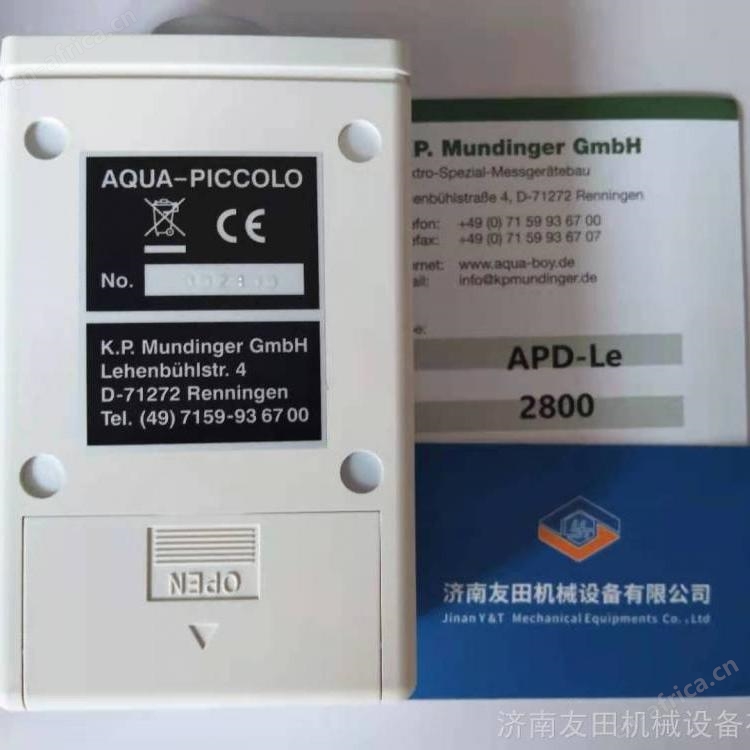 AQUA-PICCOLO
CE
No.
K.P. Mundinger GmbH
Lehenbühlstr. 4
D-71272 Renningen
Tel. (49) 7159-93 67 00
OPEN
K.P. Mundinger GmbH
ktro-Spezial-Messgerätebau
henbühlstraße 4, D-71272 Renningen
efon: +49 (0) 71 59 93 67 00
efax: +49 (0) 71 59 93 67 07
ernet: www.aqua-boy.de
ail: info@kpmundinger.de
e:
APD-Le
2800
济南友田机械设备有限公司
Jinan Y&T Mechanical Equipments Co.,Ltd
济南友田机械设备有